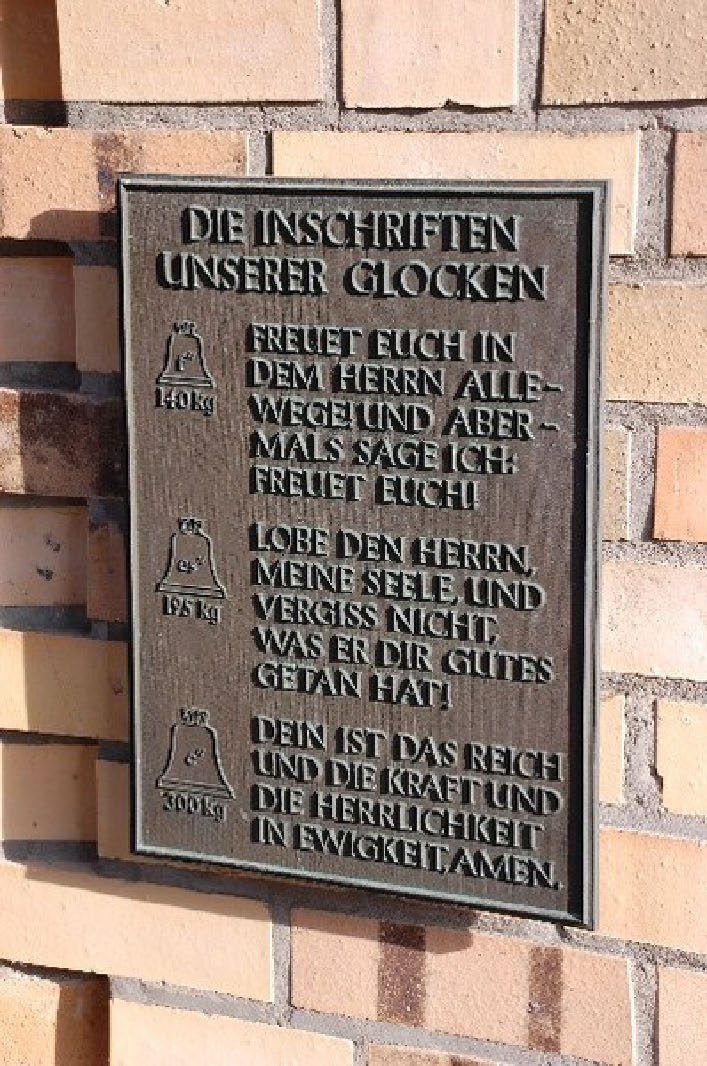 DIE INSCHRIFTEN
UNSERER GLOCKEN
FREUET EUCH IN
DEM HERRN ALLE-
WEGE! UND ABER-
MALS SAGE ICH:
FREUET EUCH!
140 kg
LOBE DEN HERRN,
MEINE SEELE, UND
VERGISS NICHT,
WAS ER DIR GUTES
GETAN HAT!
195 kg
DEIN IST DAS REICH
UND DIE KRAFT UND
DIE HERRLICHKEIT
IN EWIGKEIT, AMEN.
300 kg